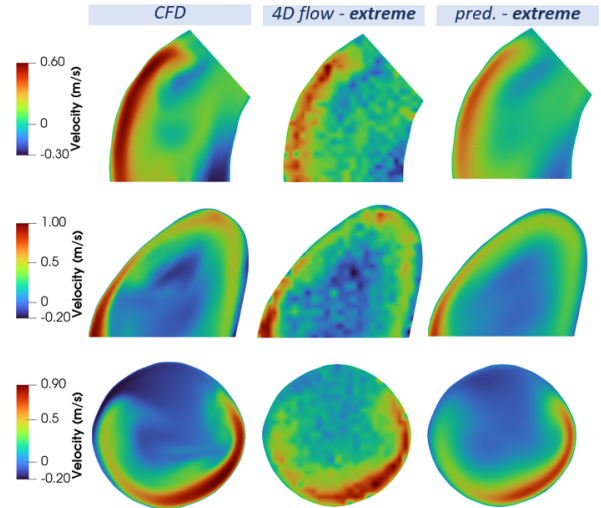 CFD
4D flow - extreme
pred. - extreme
0.60
0
-0.30
Velocity (m/s)
1.00
0.5
0
-0.20
Velocity (m/s)
0.90
0.5
0
-0.20
Velocity (m/s)